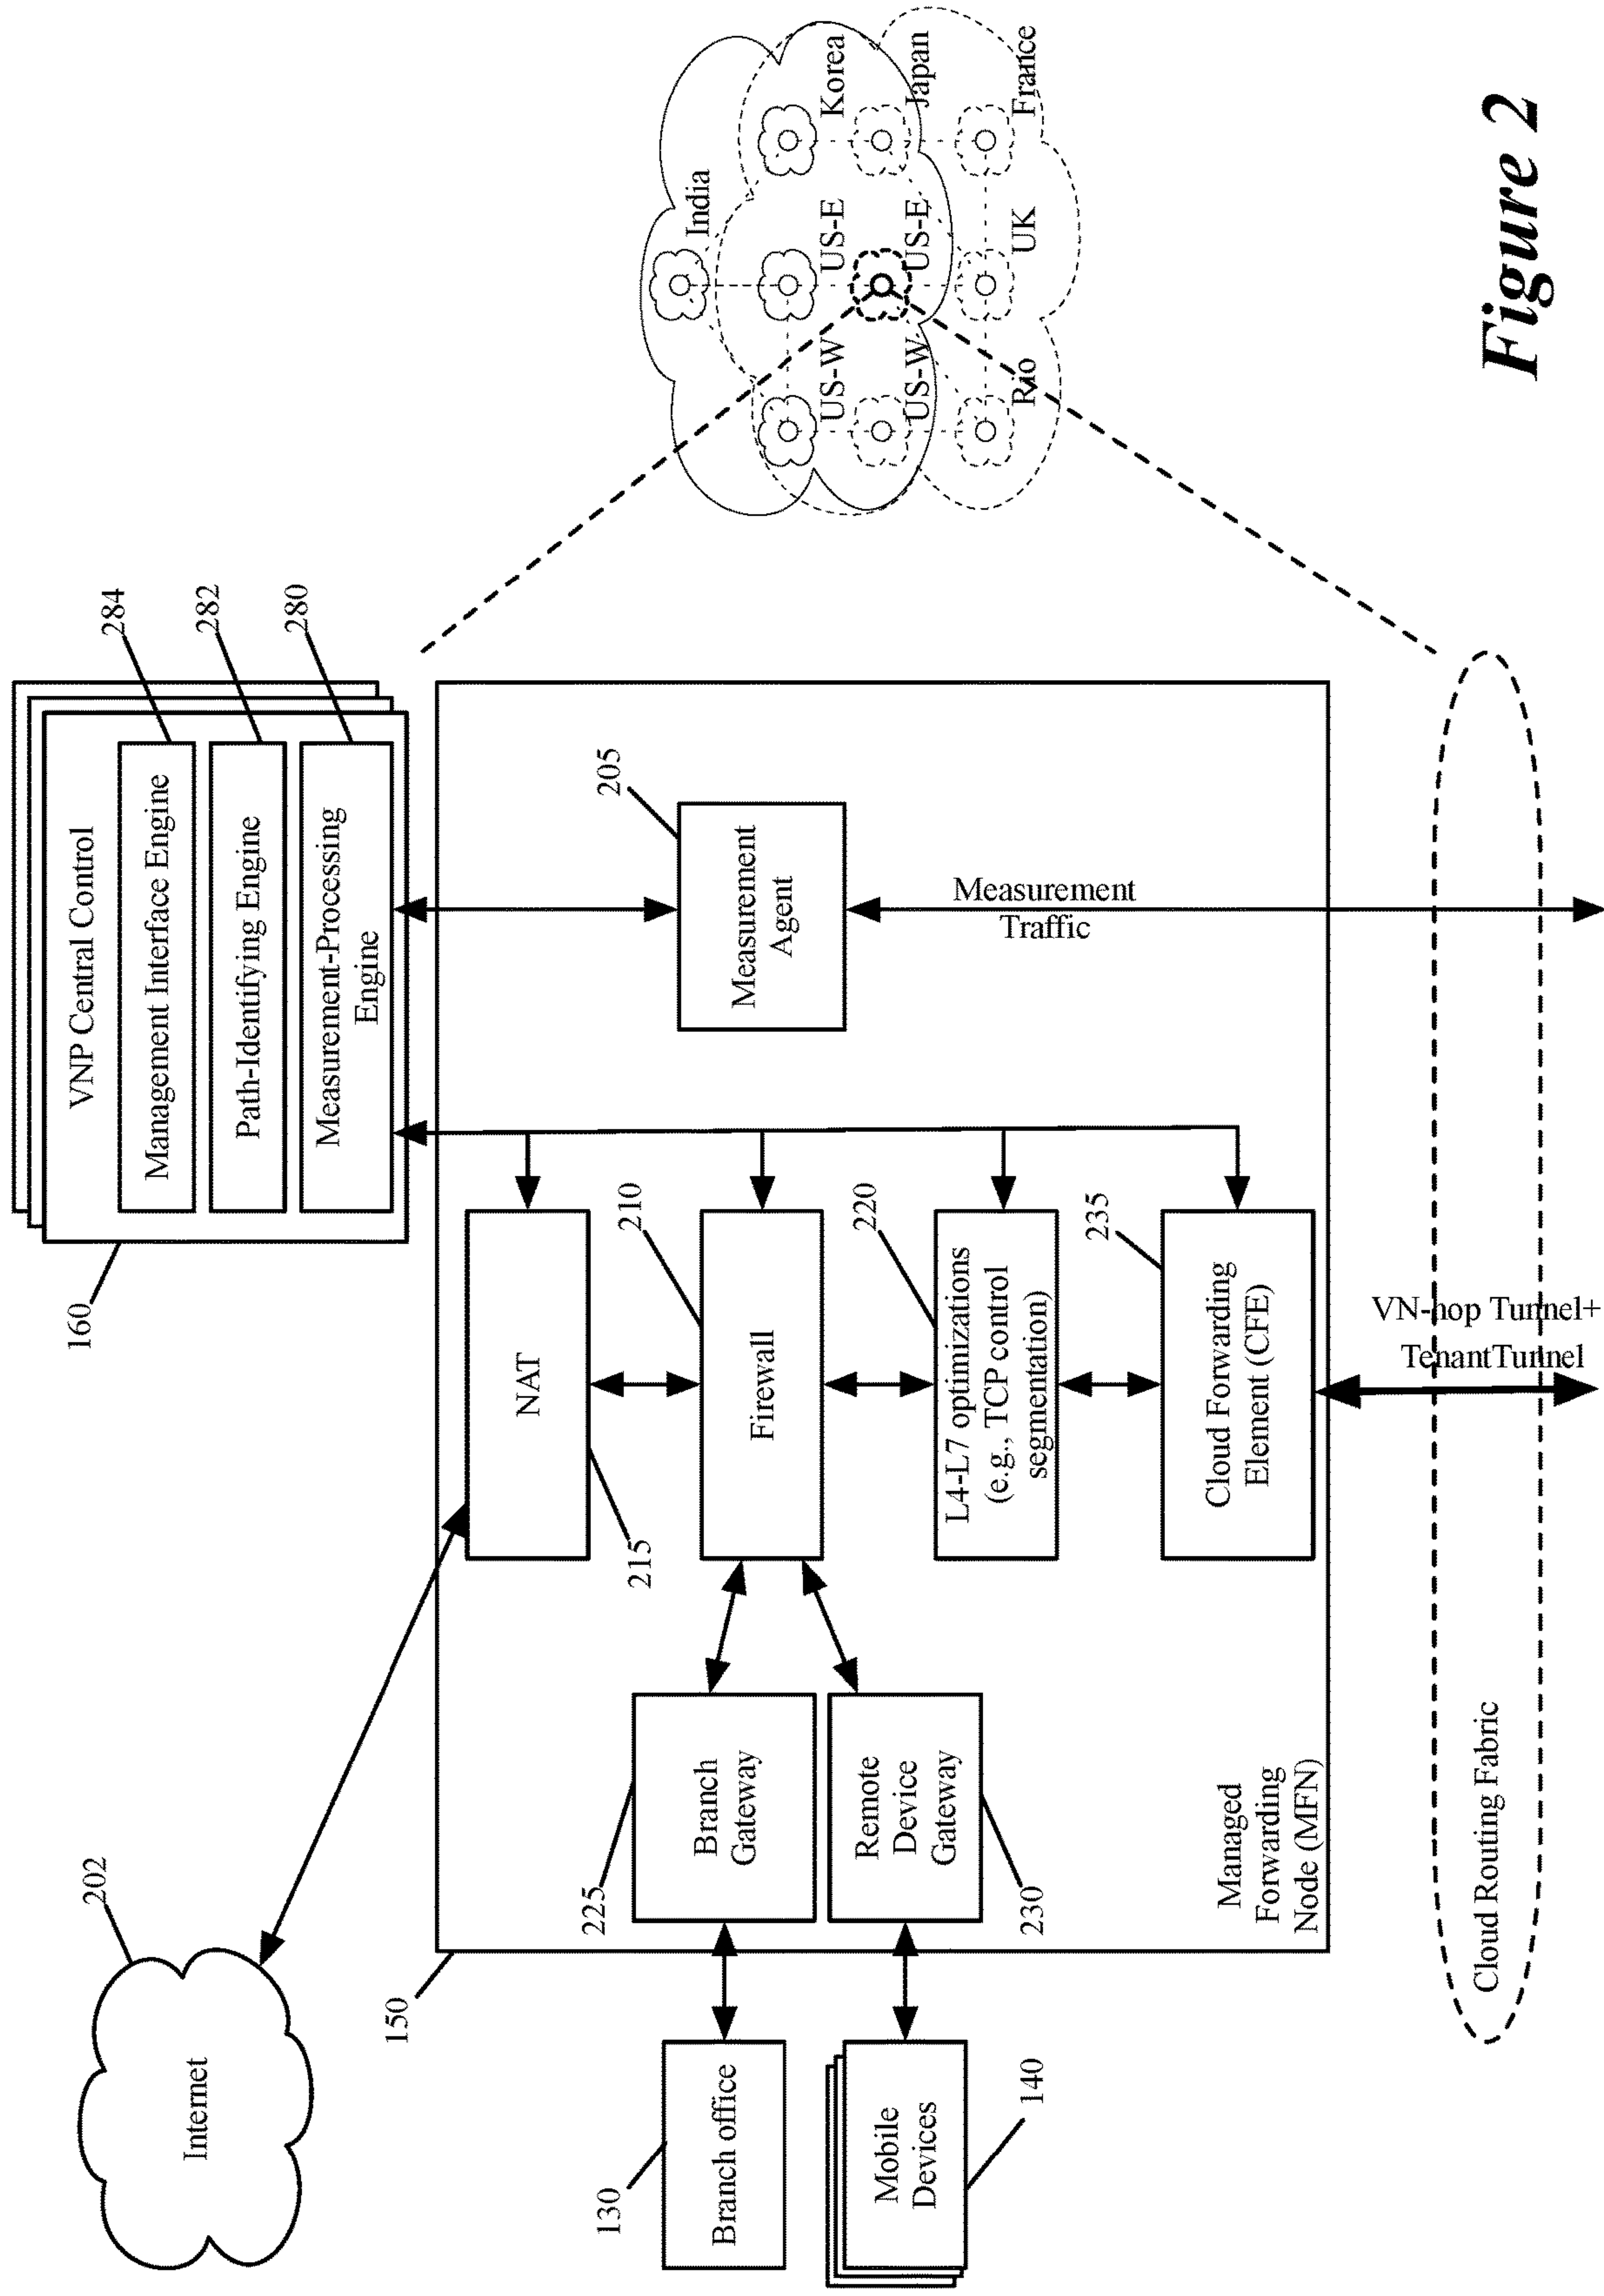 202
Internet
160
VNP Central Control
Management Interface Engine
284
Path-Identifying Engine
282
Measurement-Processing
Engine
280
150
130
Branch office
Mobile
Devices
140
225
Branch
Gateway
Remote
Device
Gateway
230
NAT
215
Firewall
210
L4-L7 optimizations
(e.g., TCP control
segmentation)
220
Cloud Forwarding
Element (CFE)
235
Measurement
Agent
205
Measurement
Traffic
Managed
Forwarding
Node (MFN)
Cloud Routing Fabric
VN-hop Tunnel+
TenantTunnel
India
US-W
US-E
Korea
US-W
US-E
Japan
Rio
UK
France
Figure 2